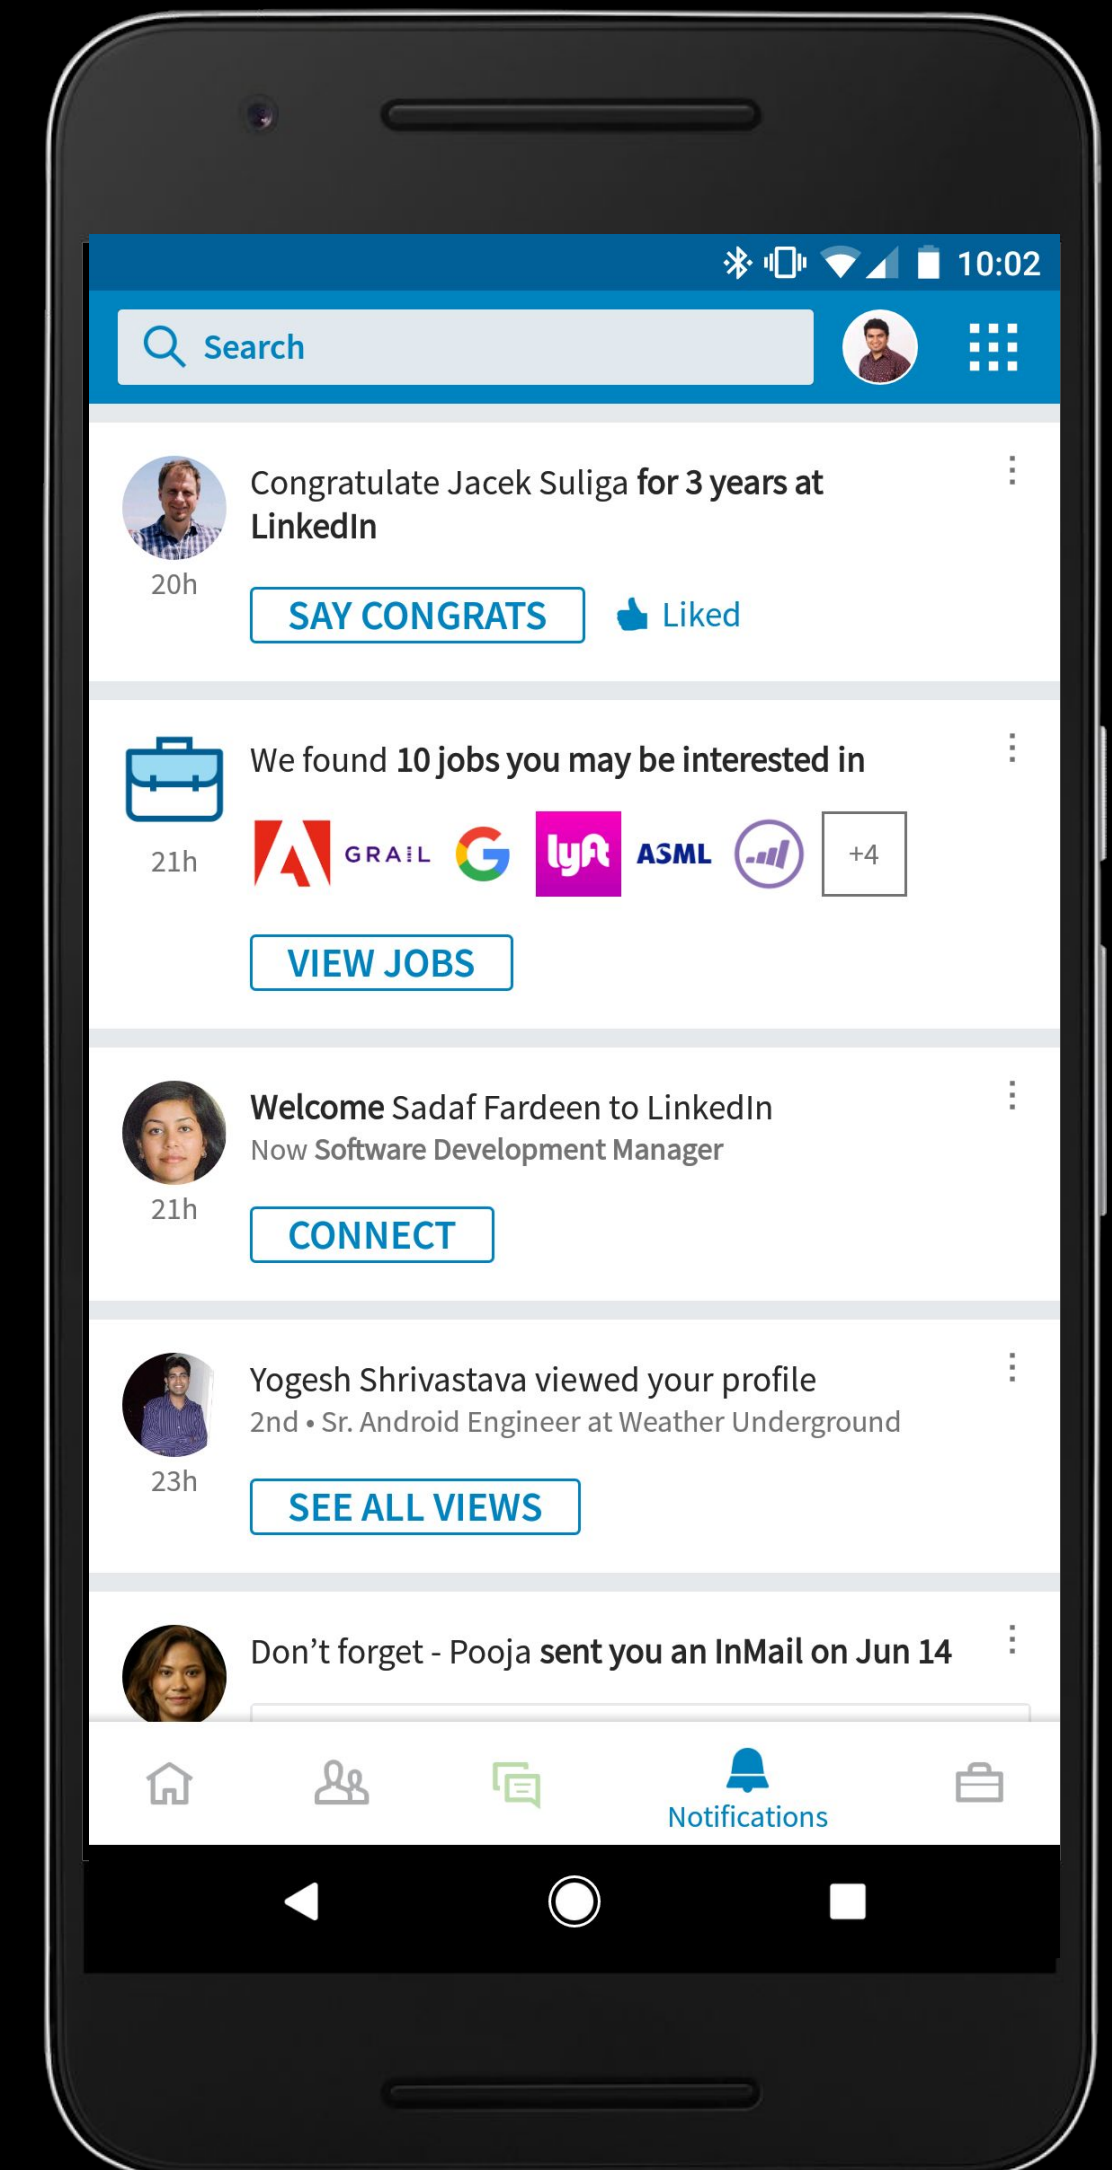 10:02
Search
Congratulate Jacek Suliga for 3 years at
LinkedIn
20h
SAY CONGRATS Liked
We found 10 jobs you may be interested in
21h
GRAIL lyft ASML +4
VIEW JOBS
Welcome Sadaf Fardeen to LinkedIn
Now Software Development Manager
21h
CONNECT
Yogesh Shrivastava viewed your profile
2nd • Sr. Android Engineer at Weather Underground
23h
SEE ALL VIEWS
Don’t forget - Pooja sent you an InMail on Jun 14
Notifications